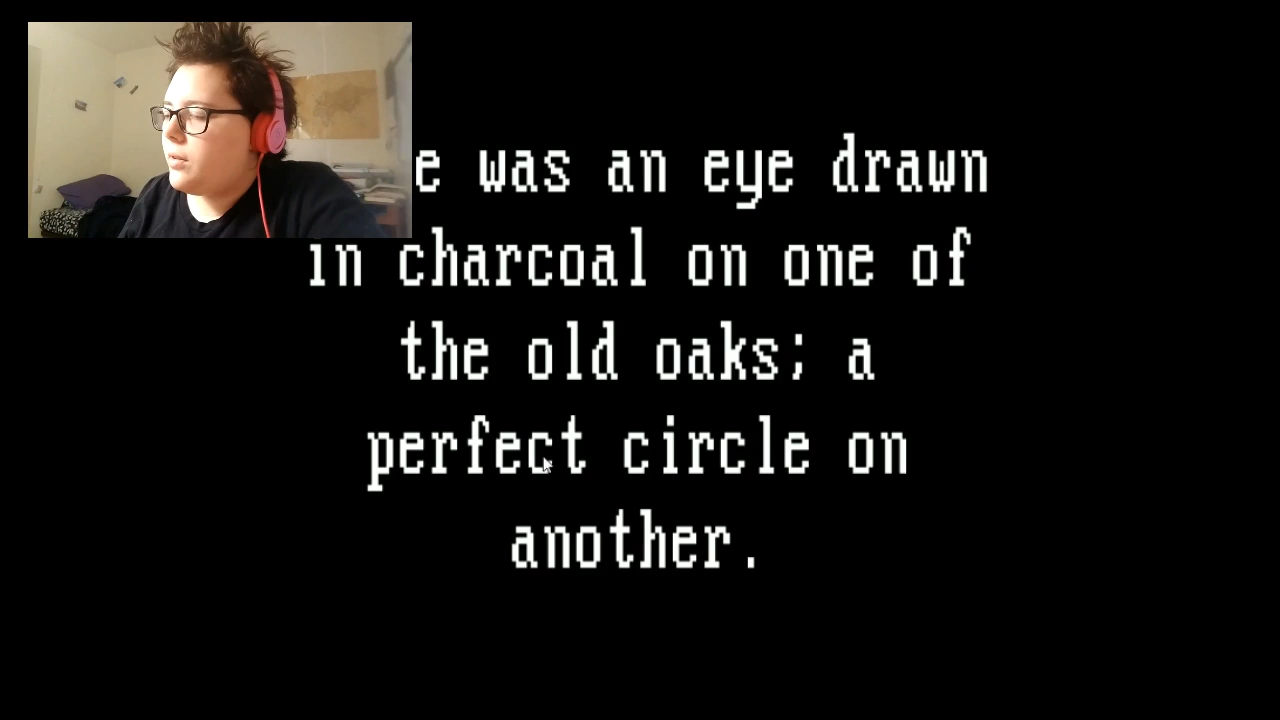 e was an eye drawn
in charcoal on one of
the old oaks; a
perfect circle on
another.